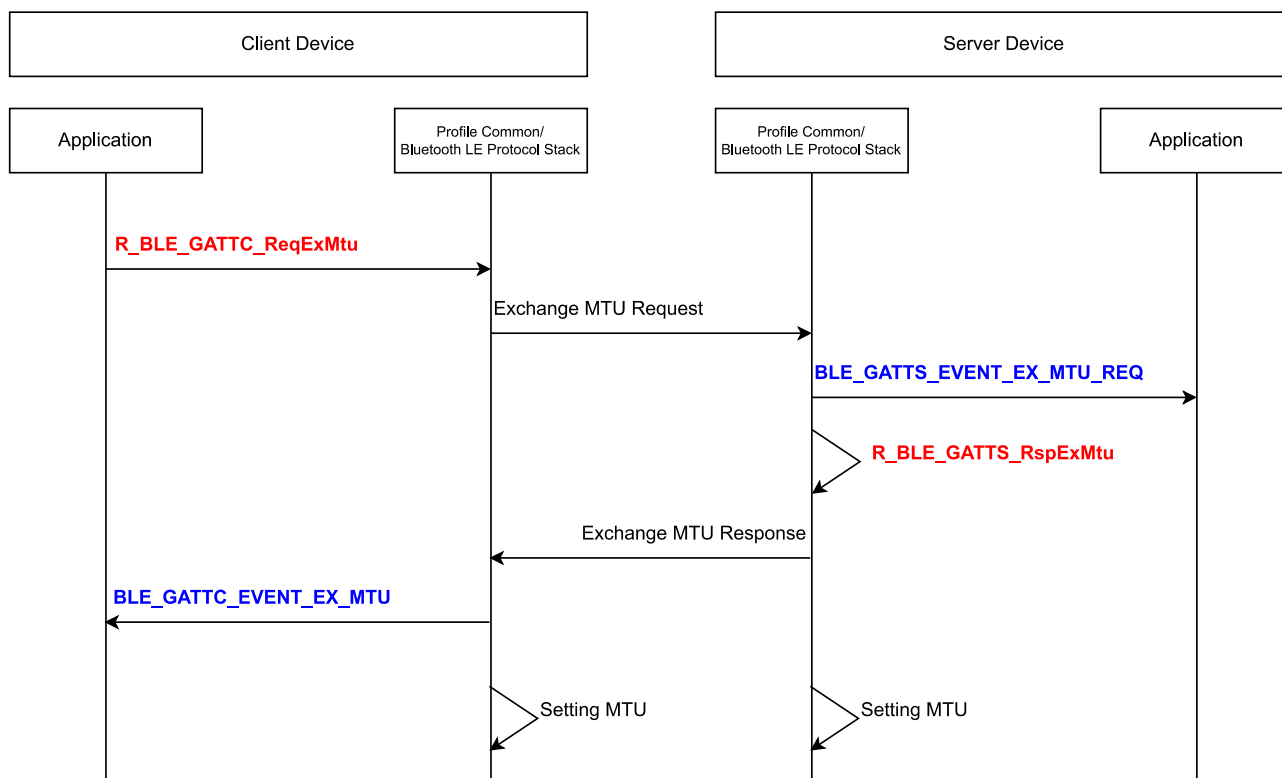 Client Device
Server Device
Application
Profile Common/
Bluetooth LE Protocol Stack
Profile Common/
Bluetooth LE Protocol Stack
Application
R_BLE_GATTC_ReqExMtu
Exchange MTU Request
BLE_GATTS_EVENT_EX_MTU_REQ
R_BLE_GATTS_RspExMtu
Exchange MTU Response
BLE_GATTC_EVENT_EX_MTU
Setting MTU
Setting MTU